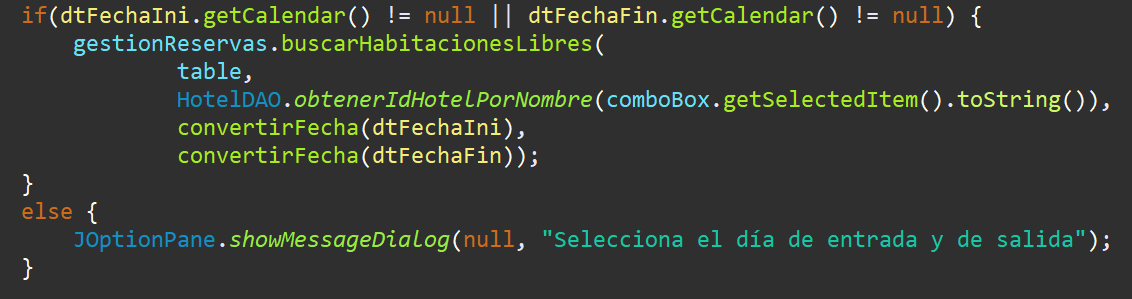 if(dtFechaIni.getCalendar() != null || dtFechaFin.getCalendar() != null) {
gestionReservas.buscarHabitacionesLibres(
table,
HotelDAO.obtenerIdHotelPorNombre(comboBox.getSelectedItem().toString()),
convertirFecha(dtFechaIni),
convertirFecha(dtFechaFin));
}
else {
JOptionPane.showMessageDialog(null, "Selecciona el día de entrada y de salida");
}